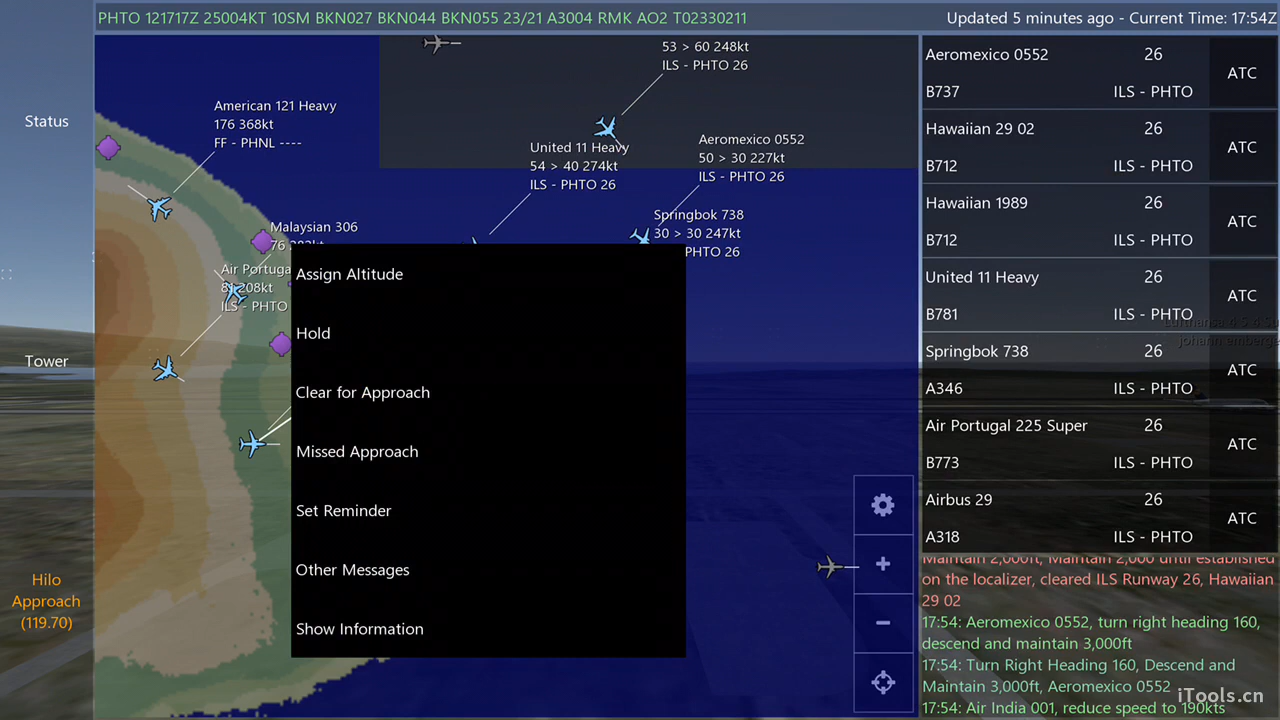 PHTO 121717Z 25004KT 10SM BKN027 BKN044 BKN055 23/21 A3004 RMK AO2 T02330211
Updated 5 minutes ago - Current Time: 17:54Z
Status
Tower
Hilo
Approach
(119.70)
53 > 60 248kt
ILS - PHTO 26
American 121 Heavy
176 368kt
FF - PHNL ----
United 11 Heavy
54 > 40 274kt
ILS - PHTO 26
Aeromexico 0552
50 > 30 227kt
ILS - PHTO 26
Springbok 738
30 > 30 247kt
PHTO 26
Malaysian 306
76
Air Portuga
208kt
ILS - PHTO
Assign Altitude
Hold
Clear for Approach
Missed Approach
Set Reminder
Other Messages
Show Information
Aeromexico 0552 26
B737 ILS - PHTO
ATC
Hawaiian 29 02 26
B712 ILS - PHTO
ATC
Hawaiian 1989 26
B712 ILS - PHTO
ATC
United 11 Heavy 26
B781 ILS - PHTO
ATC
Springbok 738 26
A346 ILS - PHTO
ATC
Air Portugal 225 Super 26
B773 ILS - PHTO
ATC
Airbus 29 26
A318 ILS - PHTO
ATC
Maintain 2,000ft, Maintain 2,000 until established
on the localizer, cleared ILS Runway 26, Hawaiian
29 02
17:54: Aeromexico 0552, turn right heading 160,
descend and maintain 3,000ft
17:54: Turn Right Heading 160, Descend and
Maintain 3,000ft, Aeromexico 0552
17:54: Air India 001, reduce speed to 190kts
iTools.cn